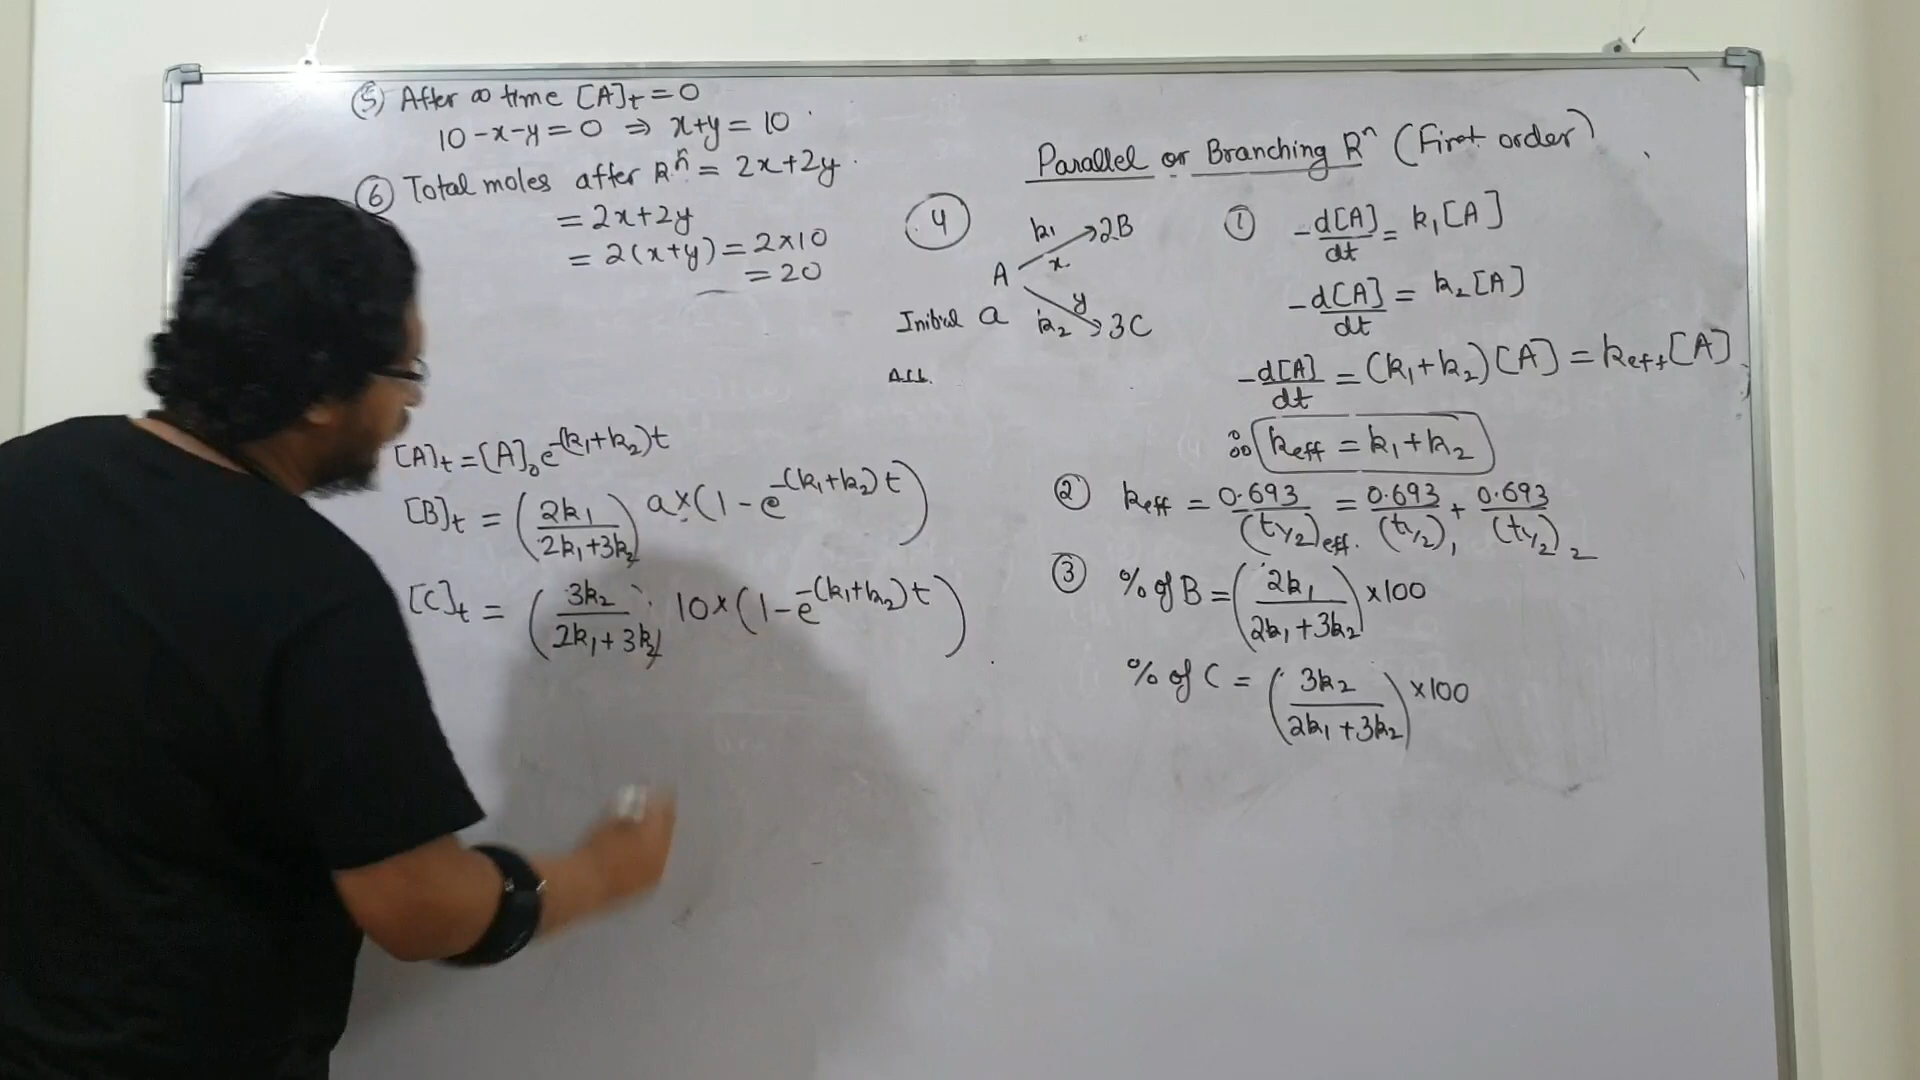 ⑤ After ∞ time [A]t = 0
10 - x - y = 0 ⇒ x+y = 10
⑥ Total moles after Rⁿ = 2x+2y.
= 2x+2y
= 2(x+y) = 2×10
= 20
[A]t = [A]₀e^-(k₁+k₂)t
[B]t = (2k₁/(2k₁+3k₂)) a×(1 - e^-(k₁+k₂)t)
[C]t = (3k₂/(2k₁+3k₂)) 10×(1 - e^-(k₁+k₂)t)
Parallel or Branching Rⁿ (First order)
④
k₁ 2B
x
A
y
Initial a k₂ 3C
① -d[A]/dt = k₁[A]
-d[A]/dt = k₂[A]
-d[A]/dt = (k₁+k₂)[A] = keff[A]
∴ keff = k₁+k₂
② keff = 0.693/(t½)eff. = 0.693/(t½)₁ + 0.693/(t½)₂
③ % of B = (2k₁/(2k₁+3k₂)) ×100
% of C = (3k₂/(2k₁+3k₂)) ×100